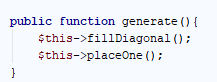 public function generate(){
    $this->fillDiagonal();
    $this->placeOne();
}